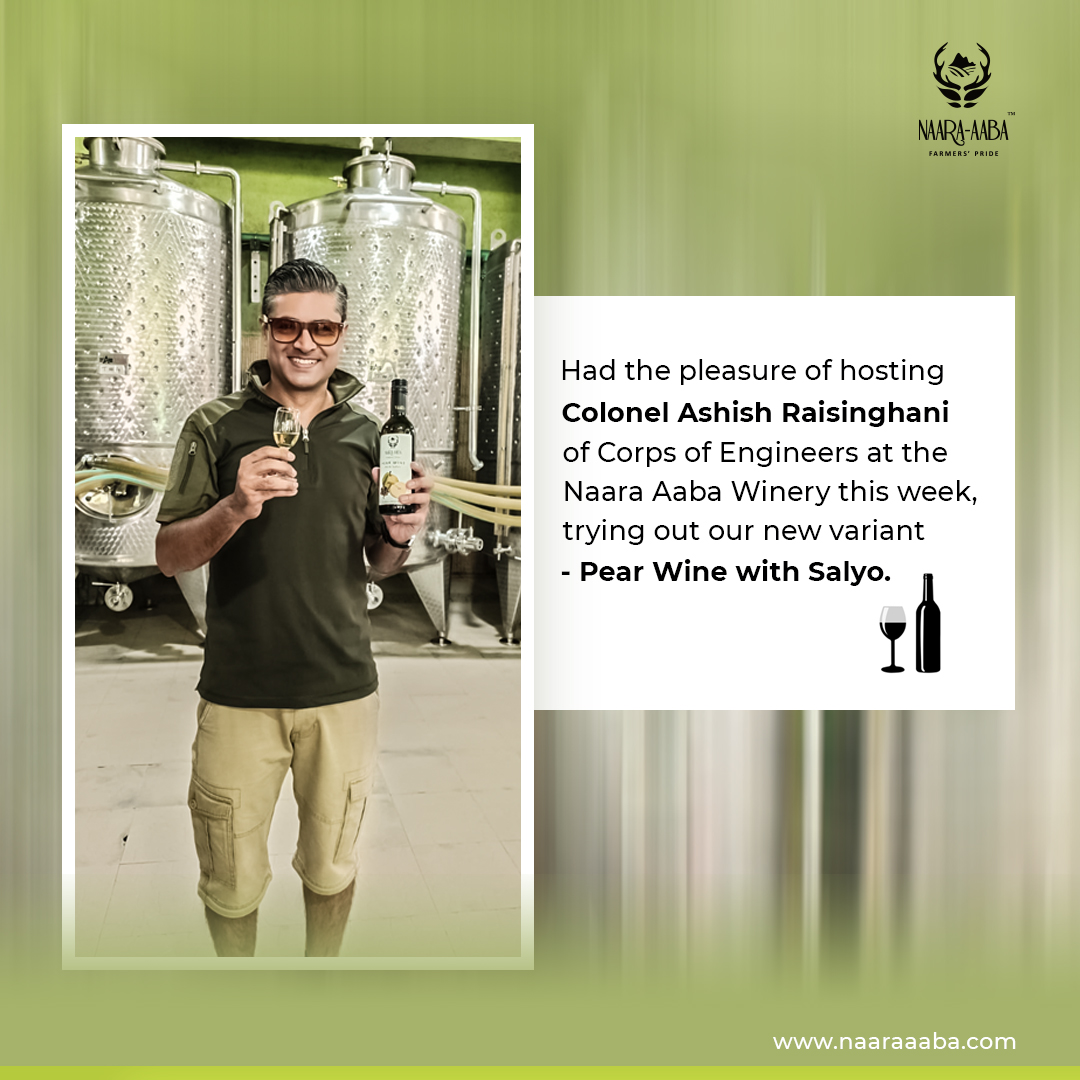 NAARA-AABA™
FARMERS' PRIDE
Had the pleasure of hosting
Colonel Ashish Raisinghani
of Corps of Engineers at the
Naara Aaba Winery this week,
trying out our new variant
- Pear Wine with Salyo.
www.naaraaaba.com